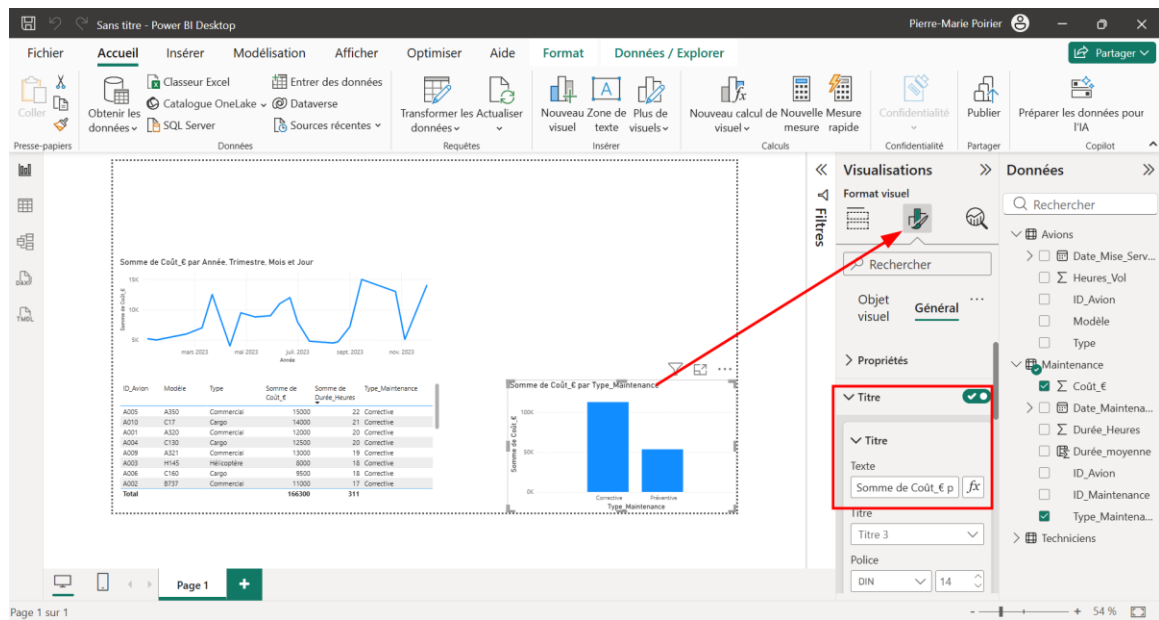 Sans titre - Power BI Desktop
Pierre-Marie Poirier
Fichier Accueil Insérer Modélisation Afficher Optimiser Aide Format Données / Explorer
Partager
Coller
Obtenir les données
Classeur Excel
Catalogue OneLake
SQL Server
Entrer des données
Dataverse
Sources récentes
Transformer les données
Actualiser
Nouveau visuel
Zone de texte
Plus de visuels
Nouveau calcul de visuel
Nouvelle mesure
Mesure rapide
Confidentialité
Publier
Préparer les données pour l'IA
Presse-papiers Données Requêtes Insérer Calculs Confidentialité Partager Copilot
Somme de Coût_€ par Année, Trimestre, Mois et Jour
Somme de Coût_€
15K
10K
5K
mars 2023 mai 2023 juil. 2023 sept. 2023 nov. 2023
Année
ID_Avion Modèle Type Somme de Coût_€ Somme de Durée_Heures Type_Maintenance
A005 A350 Commercial 15000 22 Corrective
A010 C17 Cargo 14000 21 Corrective
A001 A320 Commercial 12000 20 Corrective
A004 C130 Cargo 12500 20 Corrective
A009 A321 Commercial 13000 19 Corrective
A003 H145 Hélicoptère 8000 18 Corrective
A006 C160 Cargo 9500 18 Corrective
A002 B737 Commercial 11000 17 Corrective
Total 166300 311
Somme de Coût_€ par Type_Maintenance
Somme de Coût_€
100K
50K
0K
Corrective Préventive
Type_Maintenance
Filtres
Visualisations
Format visuel
Rechercher
Objet visuel
Général
Propriétés
Titre
Titre
Texte
Somme de Coût_€ p
fx
Titre
Titre 3
Police
DIN 14
Données
Rechercher
Avions
Date_Mise_Serv...
Heures_Vol
ID_Avion
Modèle
Type
Maintenance
Coût_€
Date_Maintena...
Durée_Heures
Durée_moyenne
ID_Avion
ID_Maintenance
Type_Maintena...
Techniciens
DAX
TMDL
Page 1
Page 1 sur 1
54 %